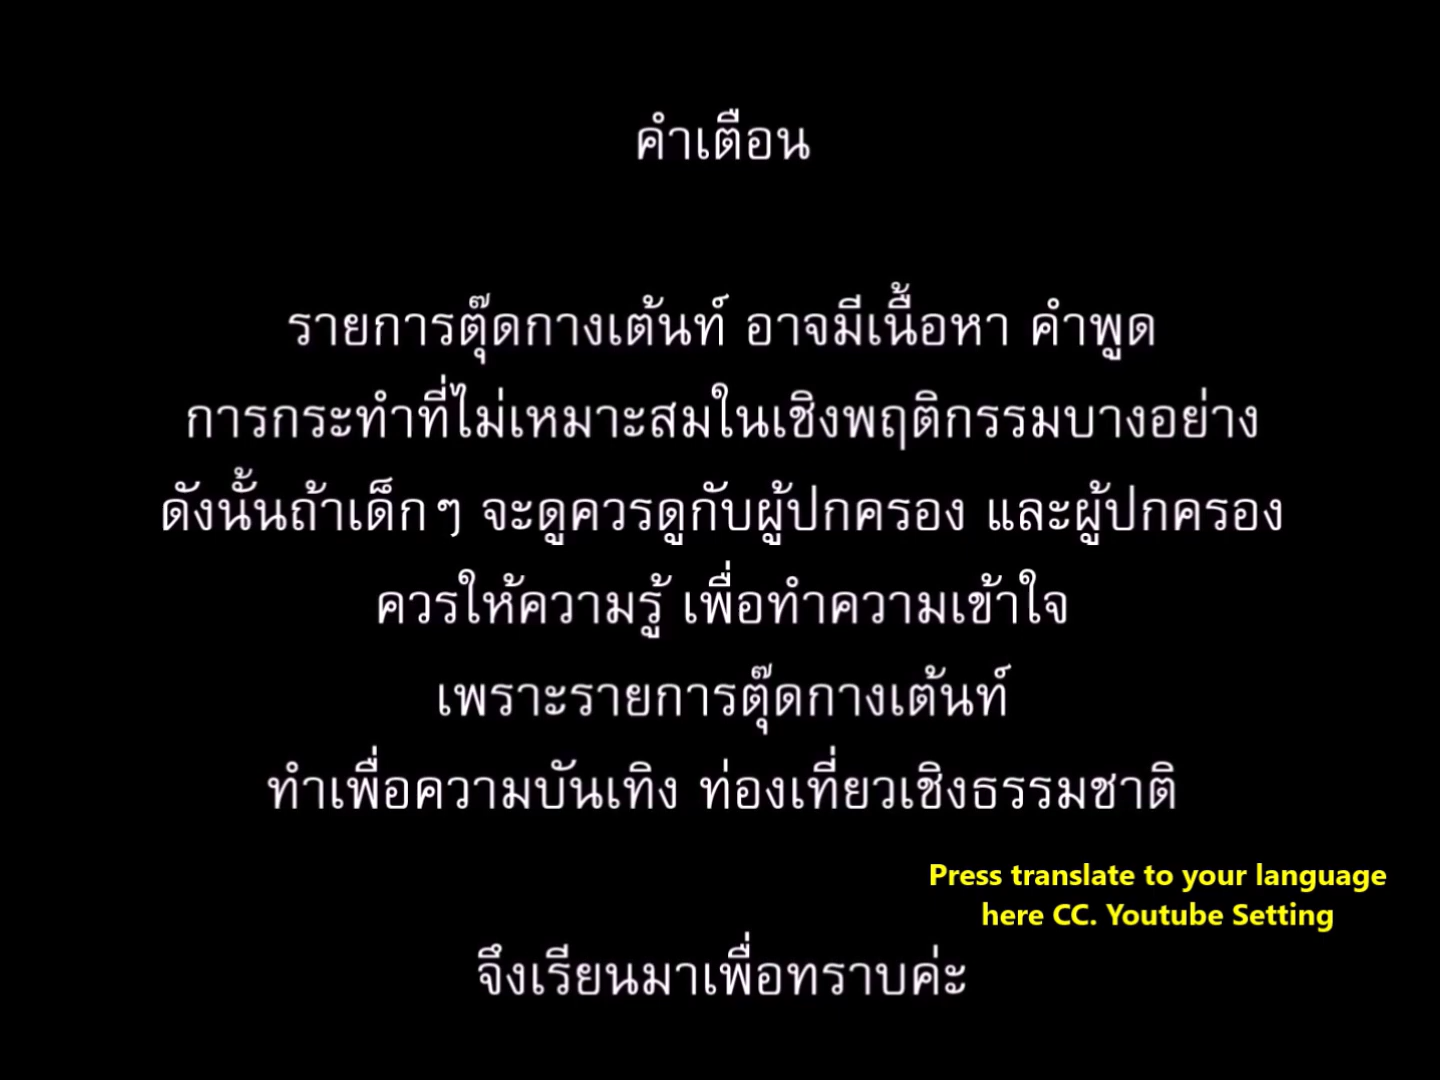 คำเตือน
รายการตุ๊ดกางเต้นท์ อาจมีเนื้อหา คำพูด
การกระทำที่ไม่เหมาะสมในเชิงพฤติกรรมบางอย่าง
ดังนั้นถ้าเด็กๆ จะดูควรดูกับผู้ปกครอง และผู้ปกครอง
ควรให้ความรู้ เพื่อทำความเข้าใจ
เพราะรายการตุ๊ดกางเต้นท์
ทำเพื่อความบันเทิง ท่องเที่ยวเชิงธรรมชาติ
Press translate to your language
here CC. Youtube Setting
จึงเรียนมาเพื่อทราบค่ะ